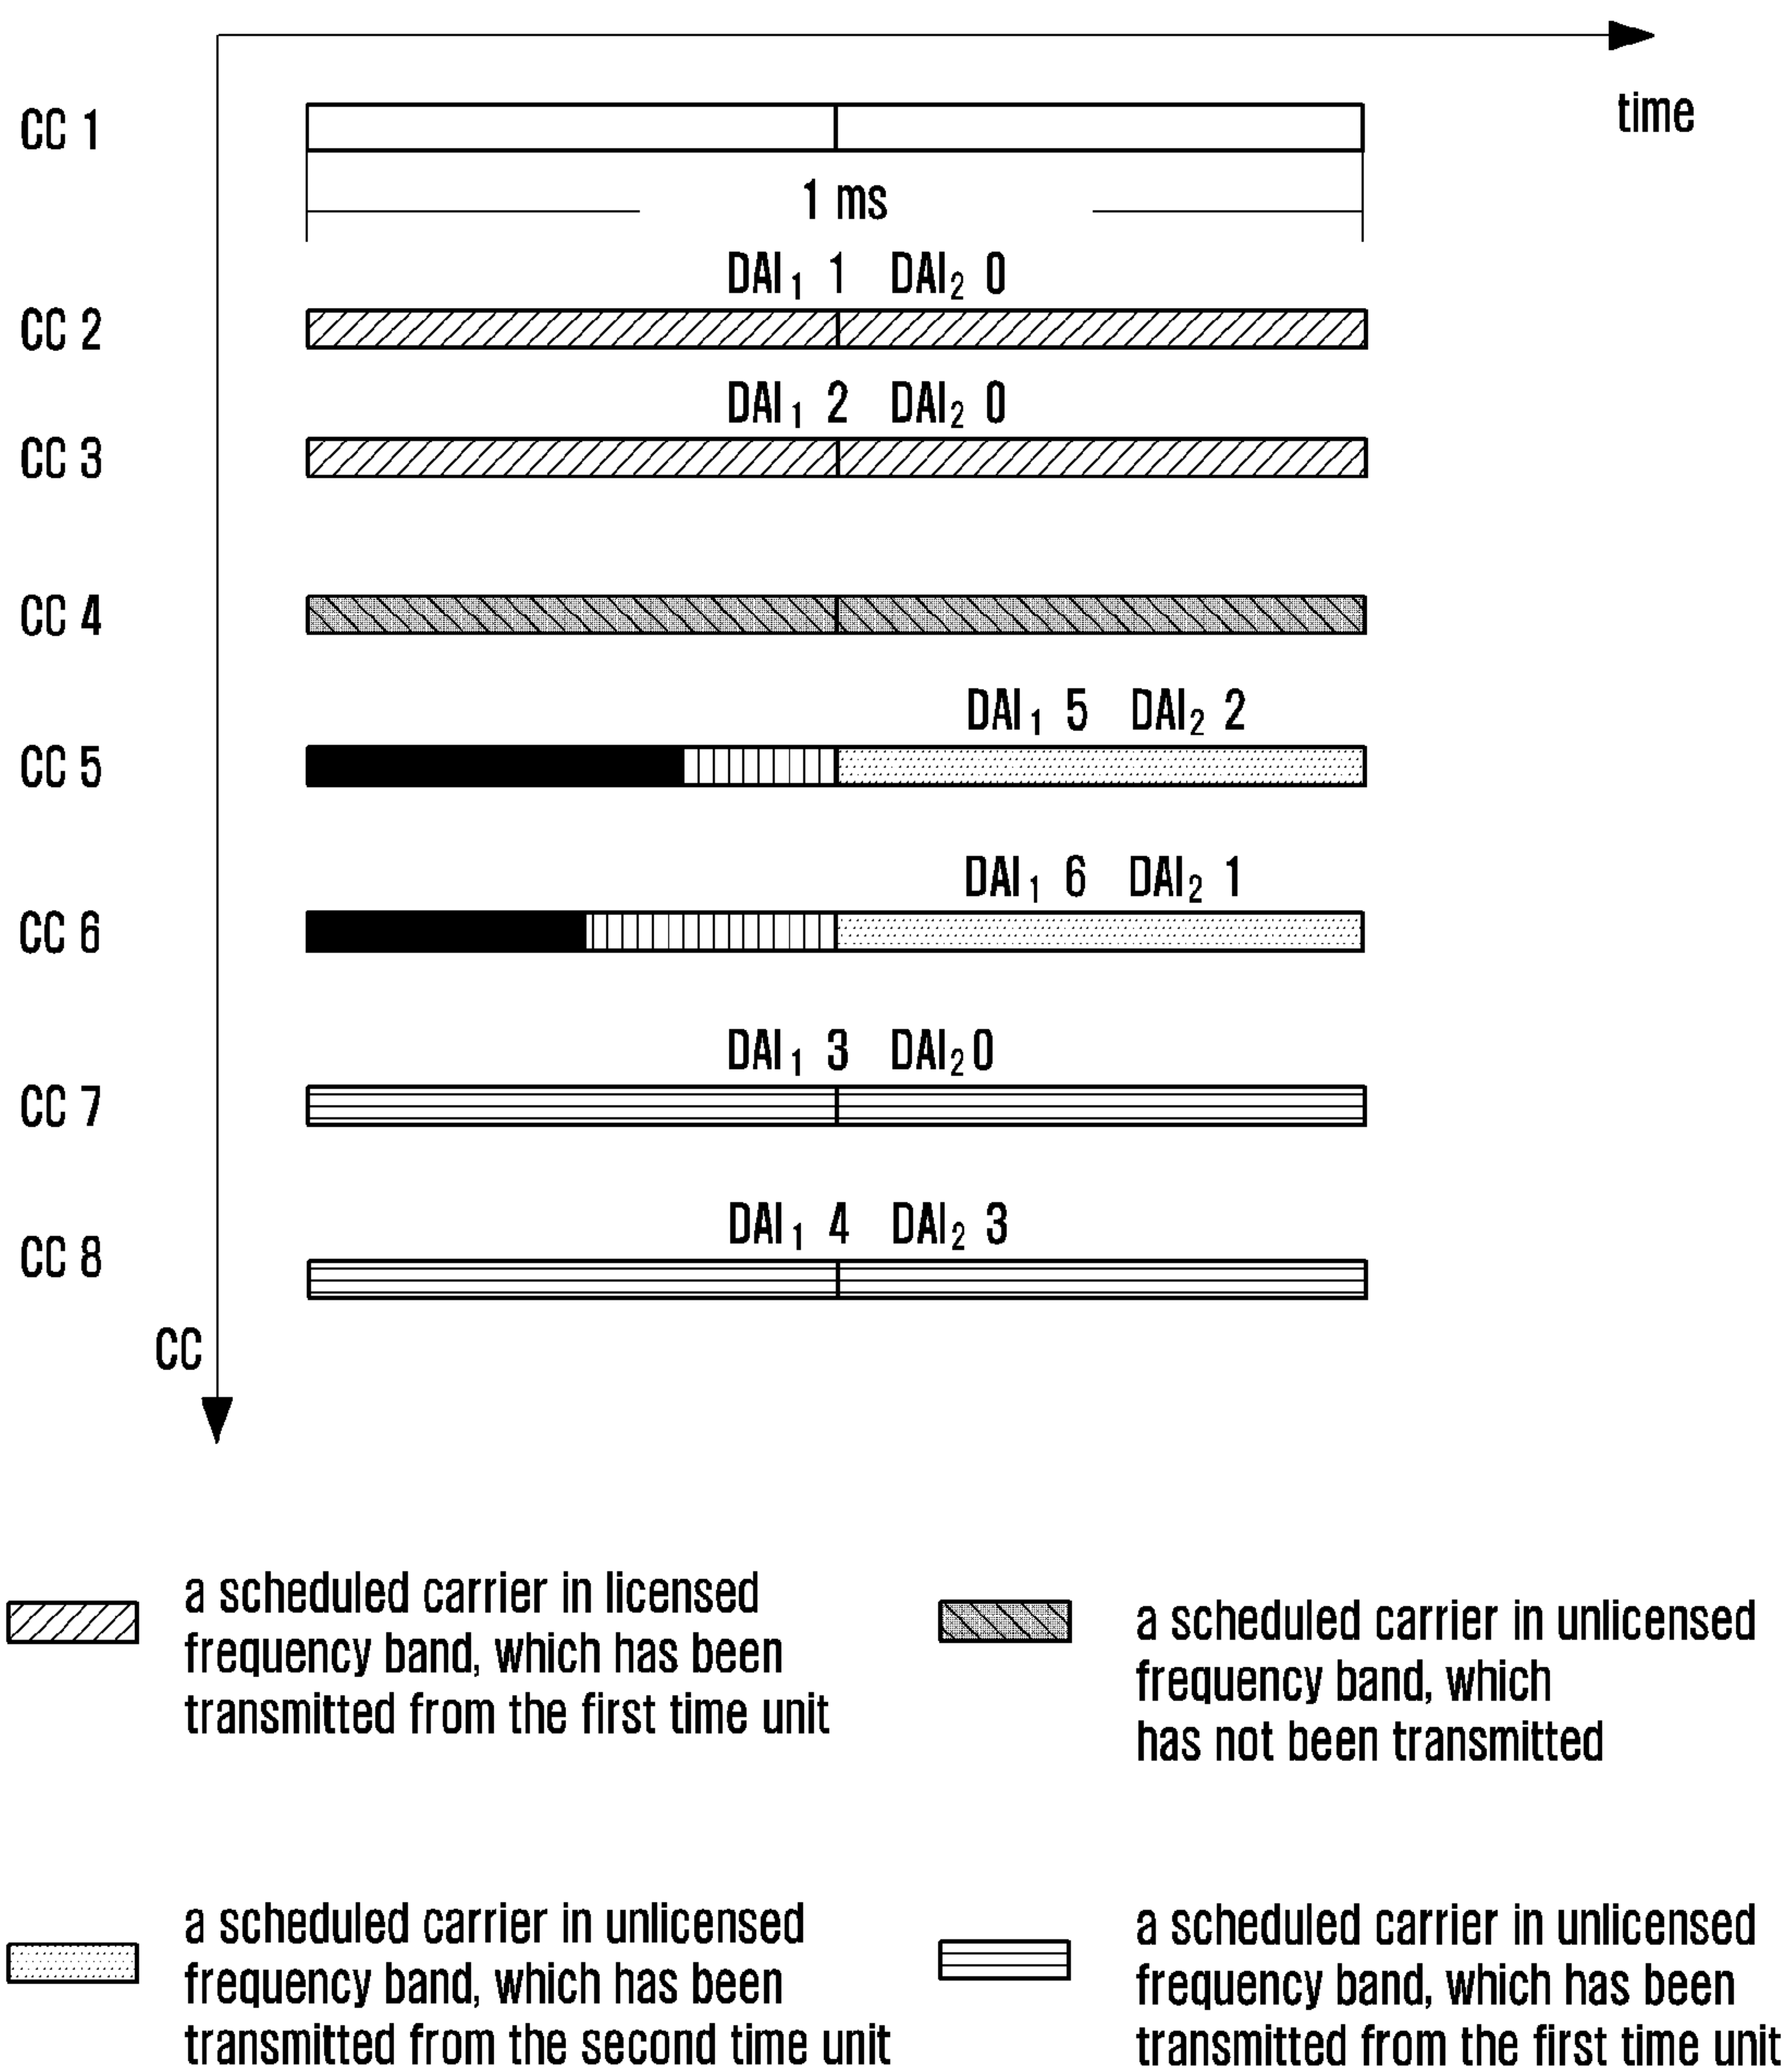 time
CC 1
1 ms
DAI₁ 1 DAI₂ 0
CC 2
DAI₁ 2 DAI₂ 0
CC 3
CC 4
DAI₁ 5 DAI₂ 2
CC 5
DAI₁ 6 DAI₂ 1
CC 6
DAI₁ 3 DAI₂ 0
CC 7
DAI₁ 4 DAI₂ 3
CC 8
CC
a scheduled carrier in licensed
frequency band, which has been
transmitted from the first time unit
a scheduled carrier in unlicensed
frequency band, which
has not been transmitted
a scheduled carrier in unlicensed
frequency band, which has been
transmitted from the second time unit
a scheduled carrier in unlicensed
frequency band, which has been
transmitted from the first time unit